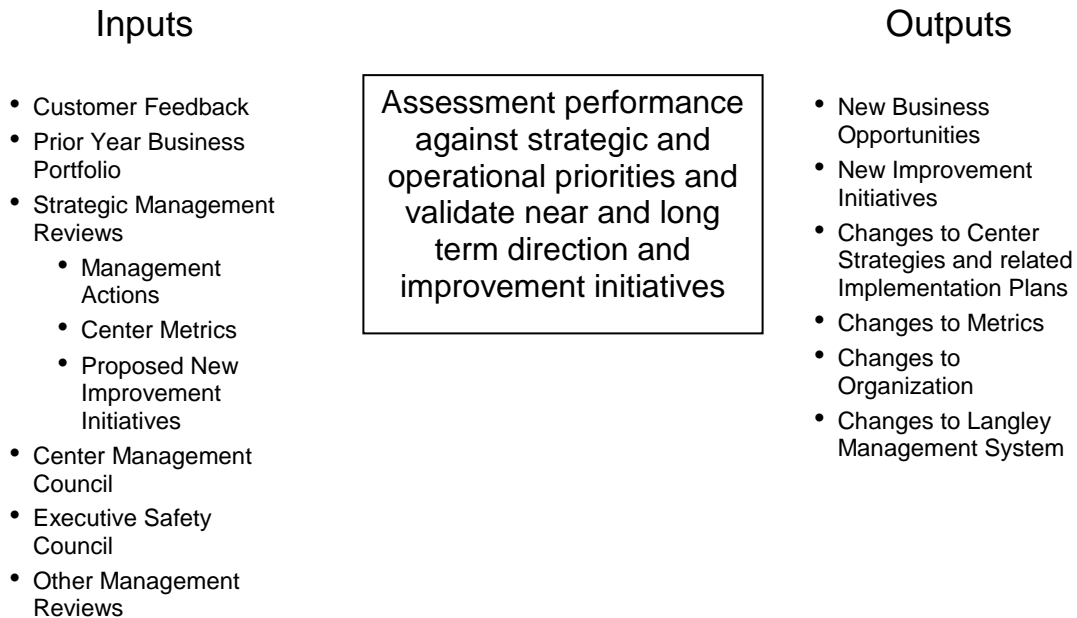 Inputs
• Customer Feedback
• Prior Year Business
Portfolio
• Strategic Management
Reviews
• Management
Actions
• Center Metrics
• Proposed New
Improvement
Initiatives
• Center Management
Council
• Executive Safety
Council
• Other Management
Reviews
Assessment performance
against strategic and
operational priorities and
validate near and long
term direction and
improvement initiatives
Outputs
• New Business
Opportunities
• New Improvement
Initiatives
• Changes to Center
Strategies and related
Implementation Plans
• Changes to Metrics
• Changes to
Organization
• Changes to Langley
Management System